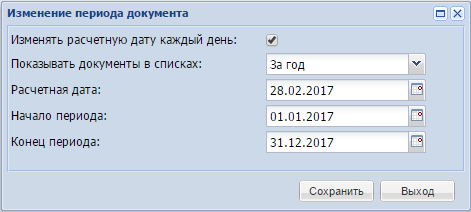 Изменение периода документа
Изменять расчетную дату каждый день:
Показывать документы в списках: За год
Расчетная дата: 28.02.2017
Начало периода: 01.01.2017
Конец периода: 31.12.2017
Сохранить Выход